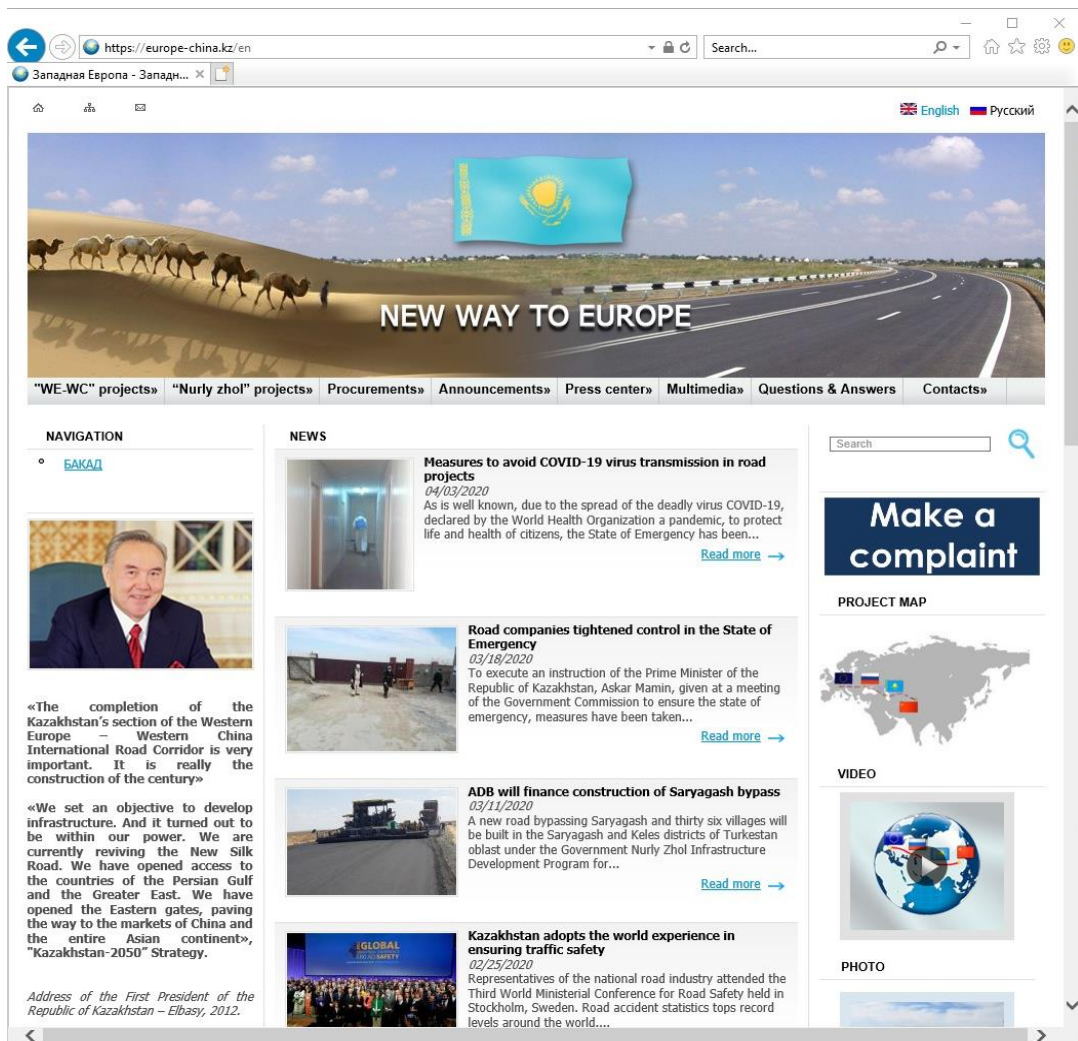 https://europe-china.kz/en
Search...
Западная Европа - Западн...
English
Русский
NEW WAY TO EUROPE
"WE-WC" projects»
“Nurly zhol” projects»
Procurements»
Announcements»
Press center»
Multimedia»
Questions & Answers
Contacts»
NAVIGATION
БАКАД
«The completion of the
Kazakhstan’s section of the Western
Europe – Western China
International Road Corridor is very
important. It is really the
construction of the century»
«We set an objective to develop
infrastructure. And it turned out to
be within our power. We are
currently reviving the New Silk
Road. We have opened access to
the countries of the Persian Gulf
and the Greater East. We have
opened the Eastern gates, paving
the way to the markets of China and
the entire Asian continent»,
"Kazakhstan-2050” Strategy.
Address of the First President of the
Republic of Kazakhstan – Elbasy, 2012.
NEWS
Measures to avoid COVID-19 virus transmission in road
projects
04/03/2020
As is well known, due to the spread of the deadly virus COVID-19,
declared by the World Health Organization a pandemic, to protect
life and health of citizens, the State of Emergency has been...
Read more
Road companies tightened control in the State of
Emergency
03/18/2020
To execute an instruction of the Prime Minister of the
Republic of Kazakhstan, Askar Mamin, given at a meeting
of the Government Commission to ensure the state of
emergency, measures have been taken...
Read more
ADB will finance construction of Saryagash bypass
03/11/2020
A new road bypassing Saryagash and thirty six villages will
be built in the Saryagash and Keles districts of Turkestan
oblast under the Government Nurly Zhol Infrastructure
Development Program for...
Read more
GLOBAL
Kazakhstan adopts the world experience in
ensuring traffic safety
02/25/2020
Representatives of the national road industry attended the
Third World Ministerial Conference for Road Safety held in
Stockholm, Sweden. Road accident statistics tops record
levels around the world....
Search
Make a
complaint
PROJECT MAP
VIDEO
PHOTO